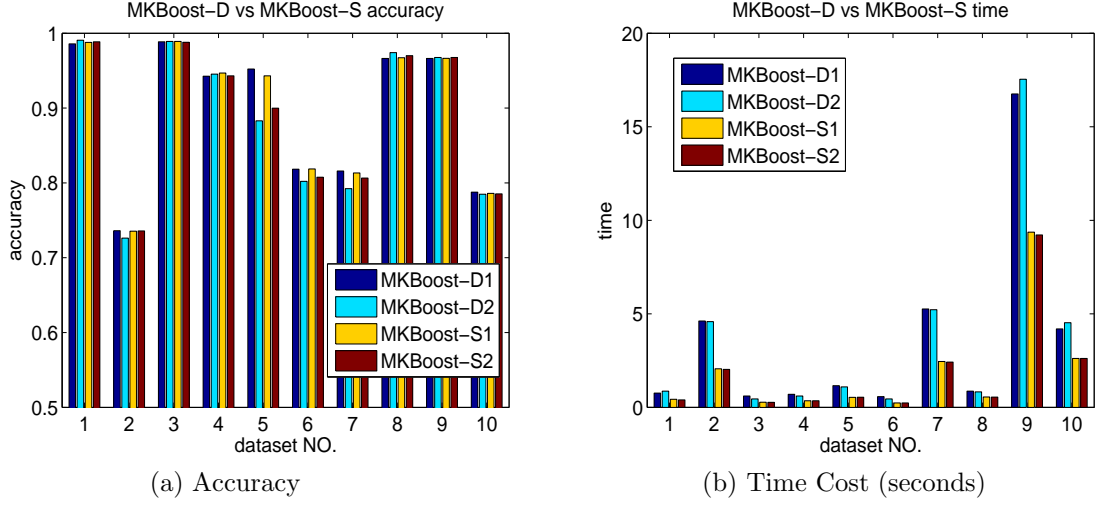 MKBoost−D vs MKBoost−S accuracy
1
0.9
0.8
0.7
0.6
0.5
accuracy
MKBoost−D1
MKBoost−D2
MKBoost−S1
MKBoost−S2
1 2 3 4 5 6 7 8 9 10
dataset NO.
(a) Accuracy
MKBoost−D vs MKBoost−S time
20
15
10
5
0
time
MKBoost−D1
MKBoost−D2
MKBoost−S1
MKBoost−S2
1 2 3 4 5 6 7 8 9 10
dataset NO.
(b) Time Cost (seconds)